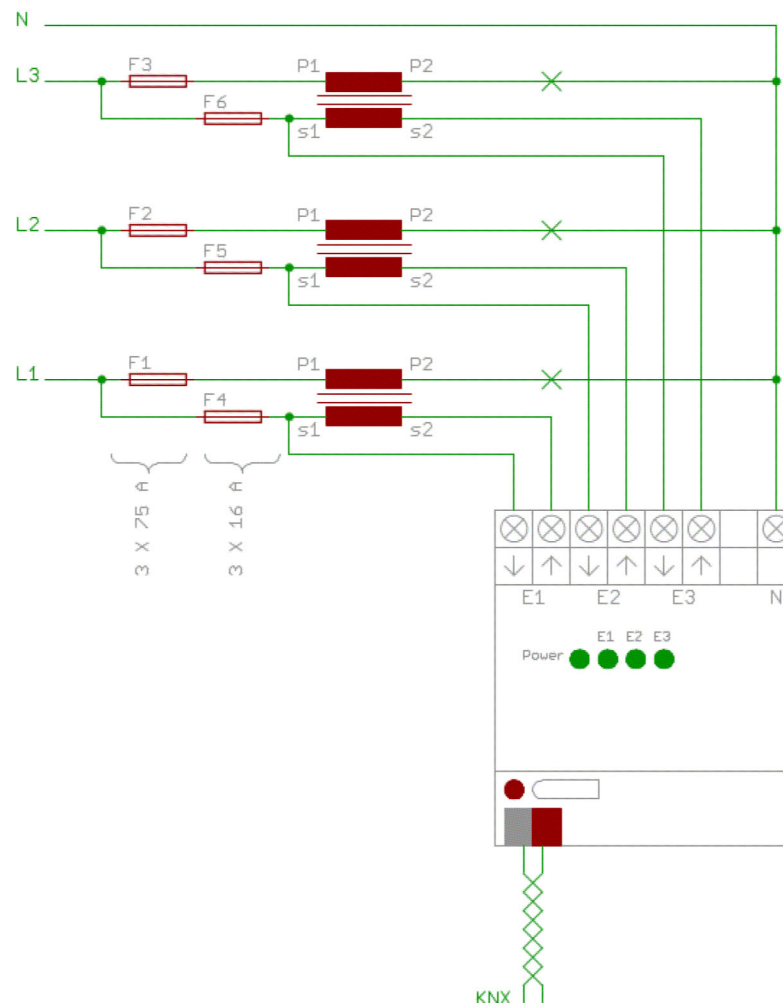 N
L3
F3
P1
P2
F6
s1
s2
L2
F2
P1
P2
F5
s1
s2
L1
F1
P1
P2
F4
s1
s2
3 X 75 A
3 X 16 A
E1
E2
E3
N
E1 E2 E3
Power
KNX